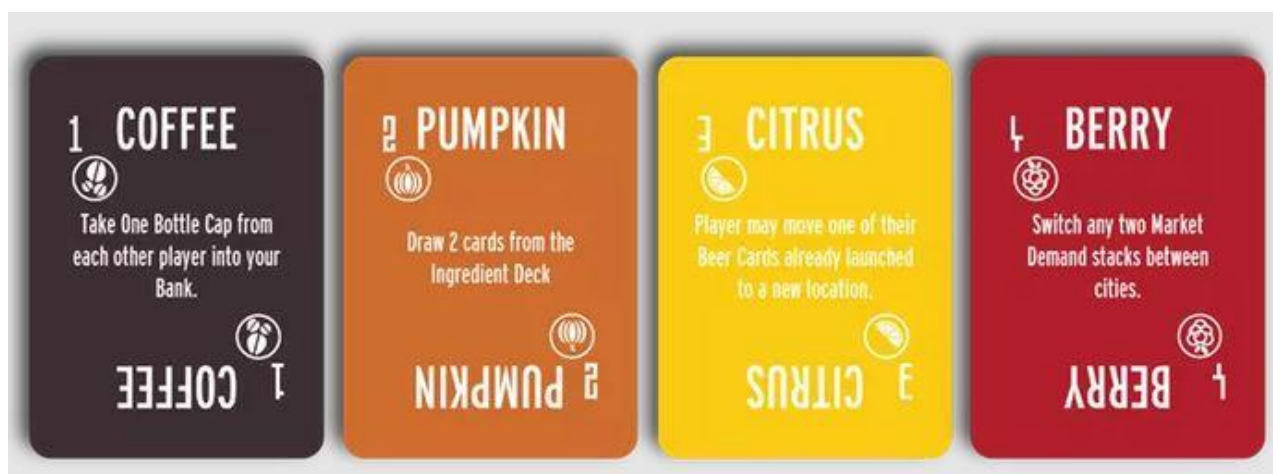 1 COFFEE
Take One Bottle Cap from
each other player into your
Bank.
1 COFFEE
2 PUMPKIN
Draw 2 cards from the
Ingredient Deck
2 PUMPKIN
3 CITRUS
Player may move one of their
Beer Cards already launched
to a new location.
3 CITRUS
4 BERRY
Switch any two Market
Demand stacks between
cities.
4 BERRY